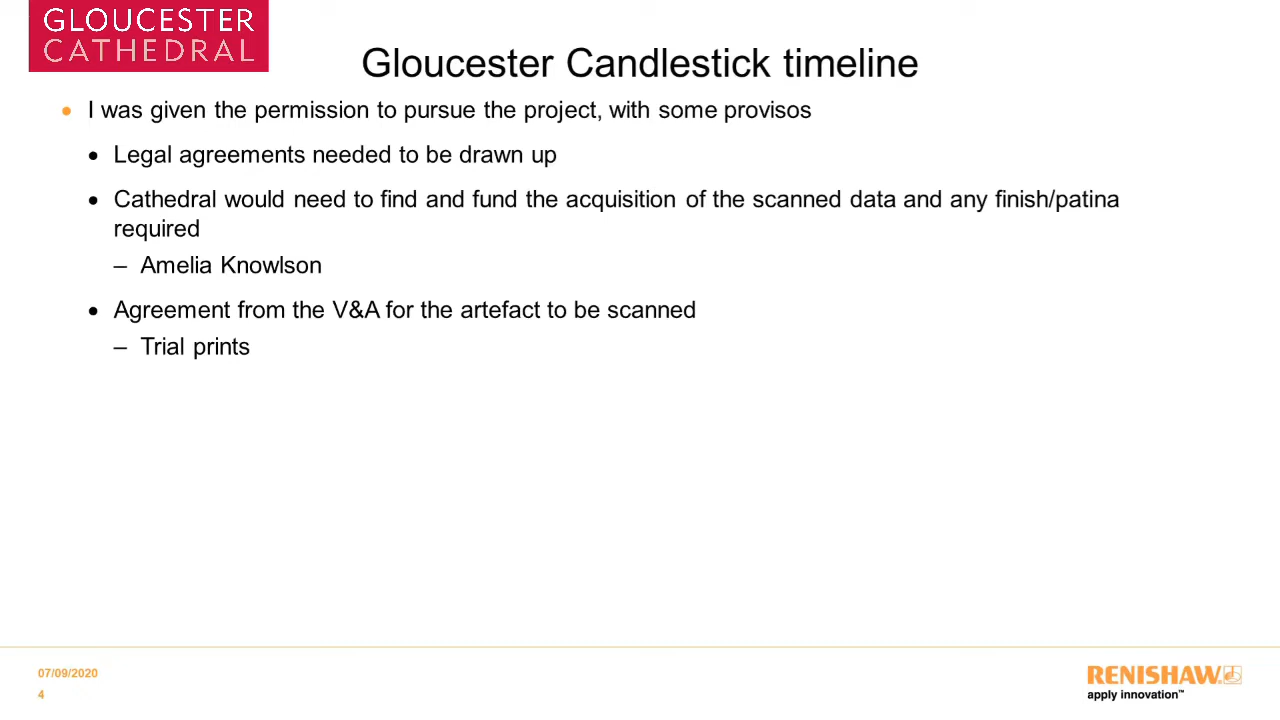 GLOUCESTER
CATHEDRAL
Gloucester Candlestick timeline
• I was given the permission to pursue the project, with some provisos
• Legal agreements needed to be drawn up
• Cathedral would need to find and fund the acquisition of the scanned data and any finish/patina
required
– Amelia Knowlson
• Agreement from the V&A for the artefact to be scanned
– Trial prints
07/09/2020
4
RENISHAW
apply innovation™